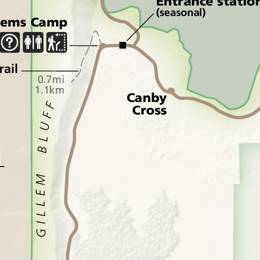 Entrance station
(seasonal)
ems Camp
?
rail
0.7mi
1.1km
Canby
Cross
GILLEM BLUFF